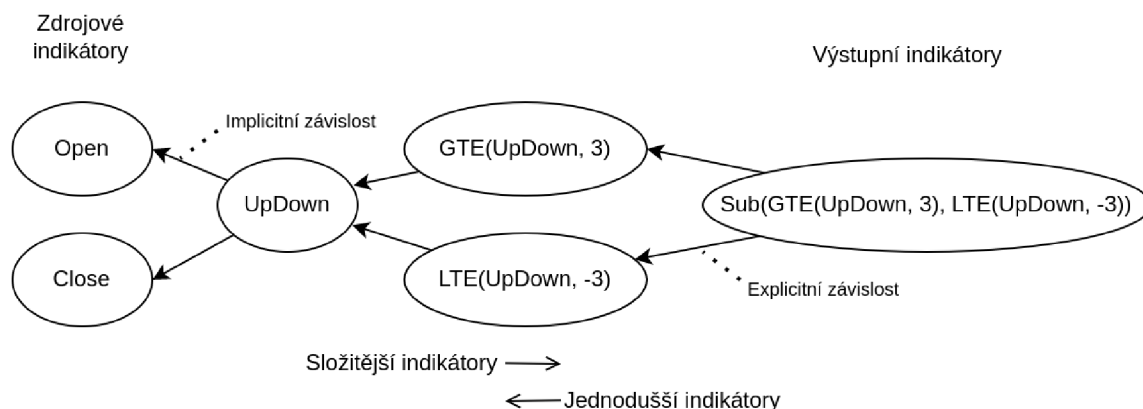 Zdrojové
indikátory
Výstupní indikátory
Implicitní závislost
Open
GTE(UpDown, 3)
UpDown
Sub(GTE(UpDown, 3), LTE(UpDown, -3))
Close
LTE(UpDown, -3)
Explicitní závislost
Složitější indikátory
Jednodušší indikátory